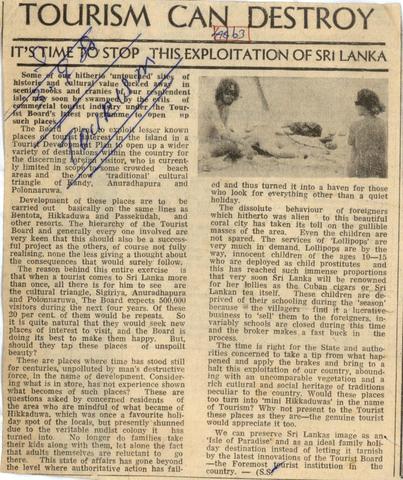 TOURISM CAN DESTROY
IT'S TIME TO STOP THIS EXPLOITATION OF SRI LANKA
Some of the hitherto 'untouched' sites of
historic and cultural value tucked away in
scenic nooks and crannies in our resplendent
isle, may soon be swamped by the evils of
commercial tourist industry under the Tour-
ist Board's latest programme to open up
such places.
The Board's plan to exploit lesser known
places of tourist interest in the island in a
Tourist Development Plan to open up a wider
variety of destinations within the country
for the discerning visitor, who is current-
ly limited in scope to the crowded beach
areas and the 'traditional' cultural
triangle of Kandy, Anuradhapura and
Polonnaruwa.
Development of these places are to be
carried out basically on the same lines as
Bentota, Hikkaduwa and Passekudah, and
other resorts. The hierarchy of the Tourist
Board and generally every one involved are
very keen that this should also be a success-
ful project as the others, of course not fully
realising, none less giving a thought about
the consequences that would surely follow.
The reason behind this entire exercise is
that when a tourist comes to Sri Lanka more
than once, all there is for him to see are
the cultural triangle, Sigiriya, Anuradhapura
and Polonnaruwa, The Board expects 500,000
visitors during the next four years. Of these
20 per cent. of them would be repeats. So
it is quite natural that they would seek new
places of interest to visit, and the Board is
doing its best to make them happy. But,
would they tap these places of unspoilt
beauty?
These are places where time has stood still
for centuries, unpolluted by man's destructive
force, in the name of development. Consider-
ing what is in store, has not experience shown
what becomes of such places? These are
questions asked by concerned residents of
the area who are mindful of what became of
Hikkaduwa, which was once a favourite holi-
day spot of the locals, but presently shunned
due to the veritable nudist colony it has
turned into. No longer do families take
their kids along with them, let alone the fact
that adults themselves are reluctant to go
there. This state of affairs has gone beyond
the level where authoritative action has fail-
ed and thus turned it into a haven for those
who look for everything other than a quiet
holiday.
The dissolute behaviour of foreigners
which hitherto was alien to this beautiful
coral city has taken its toll on the gullible
masses of the area. Even the children are
not spared. The services of 'Lollipops' are
very much in demand, Lollipops are by the
way, innocent children of the ages 10—15
who are deployed as child prostitutes and
this has reached such immense proportions
that very soon Sri Lanka will be renowned
for her lollies as the Cuban cigars or Sri
Lankan tea itself. These children are de-
prived of their schooling during the 'season'
because the villagers find it a lucrative
business to 'sell' them to the foreigners, in-
variably schools are closed during this time
and the broker makes a fast buck in the
process.
The time is right for the State and autho-
rities concerned to take a tip from what hap-
pened and apply the brakes and bring to a
halt this exploitation of our country, abound-
ing with an uncomparable vegetation and a
rich cultural and social heritage of traditions
peculiar to the country. Would these places
too turn into 'mini Hikkaduwas' in the name
of Tourism? Why not present to the Tourist
these places as they are—the genuine tourist
would appreciate it too.
We can preserve Sri Lankas image as an
'Isle of Paradise' and as an ideal family holi-
day destination instead of letting it tarnish
by the latest innovations of the Tourist Board
—the Foremost tourist institution in the
country. — (S.S)
Tourism